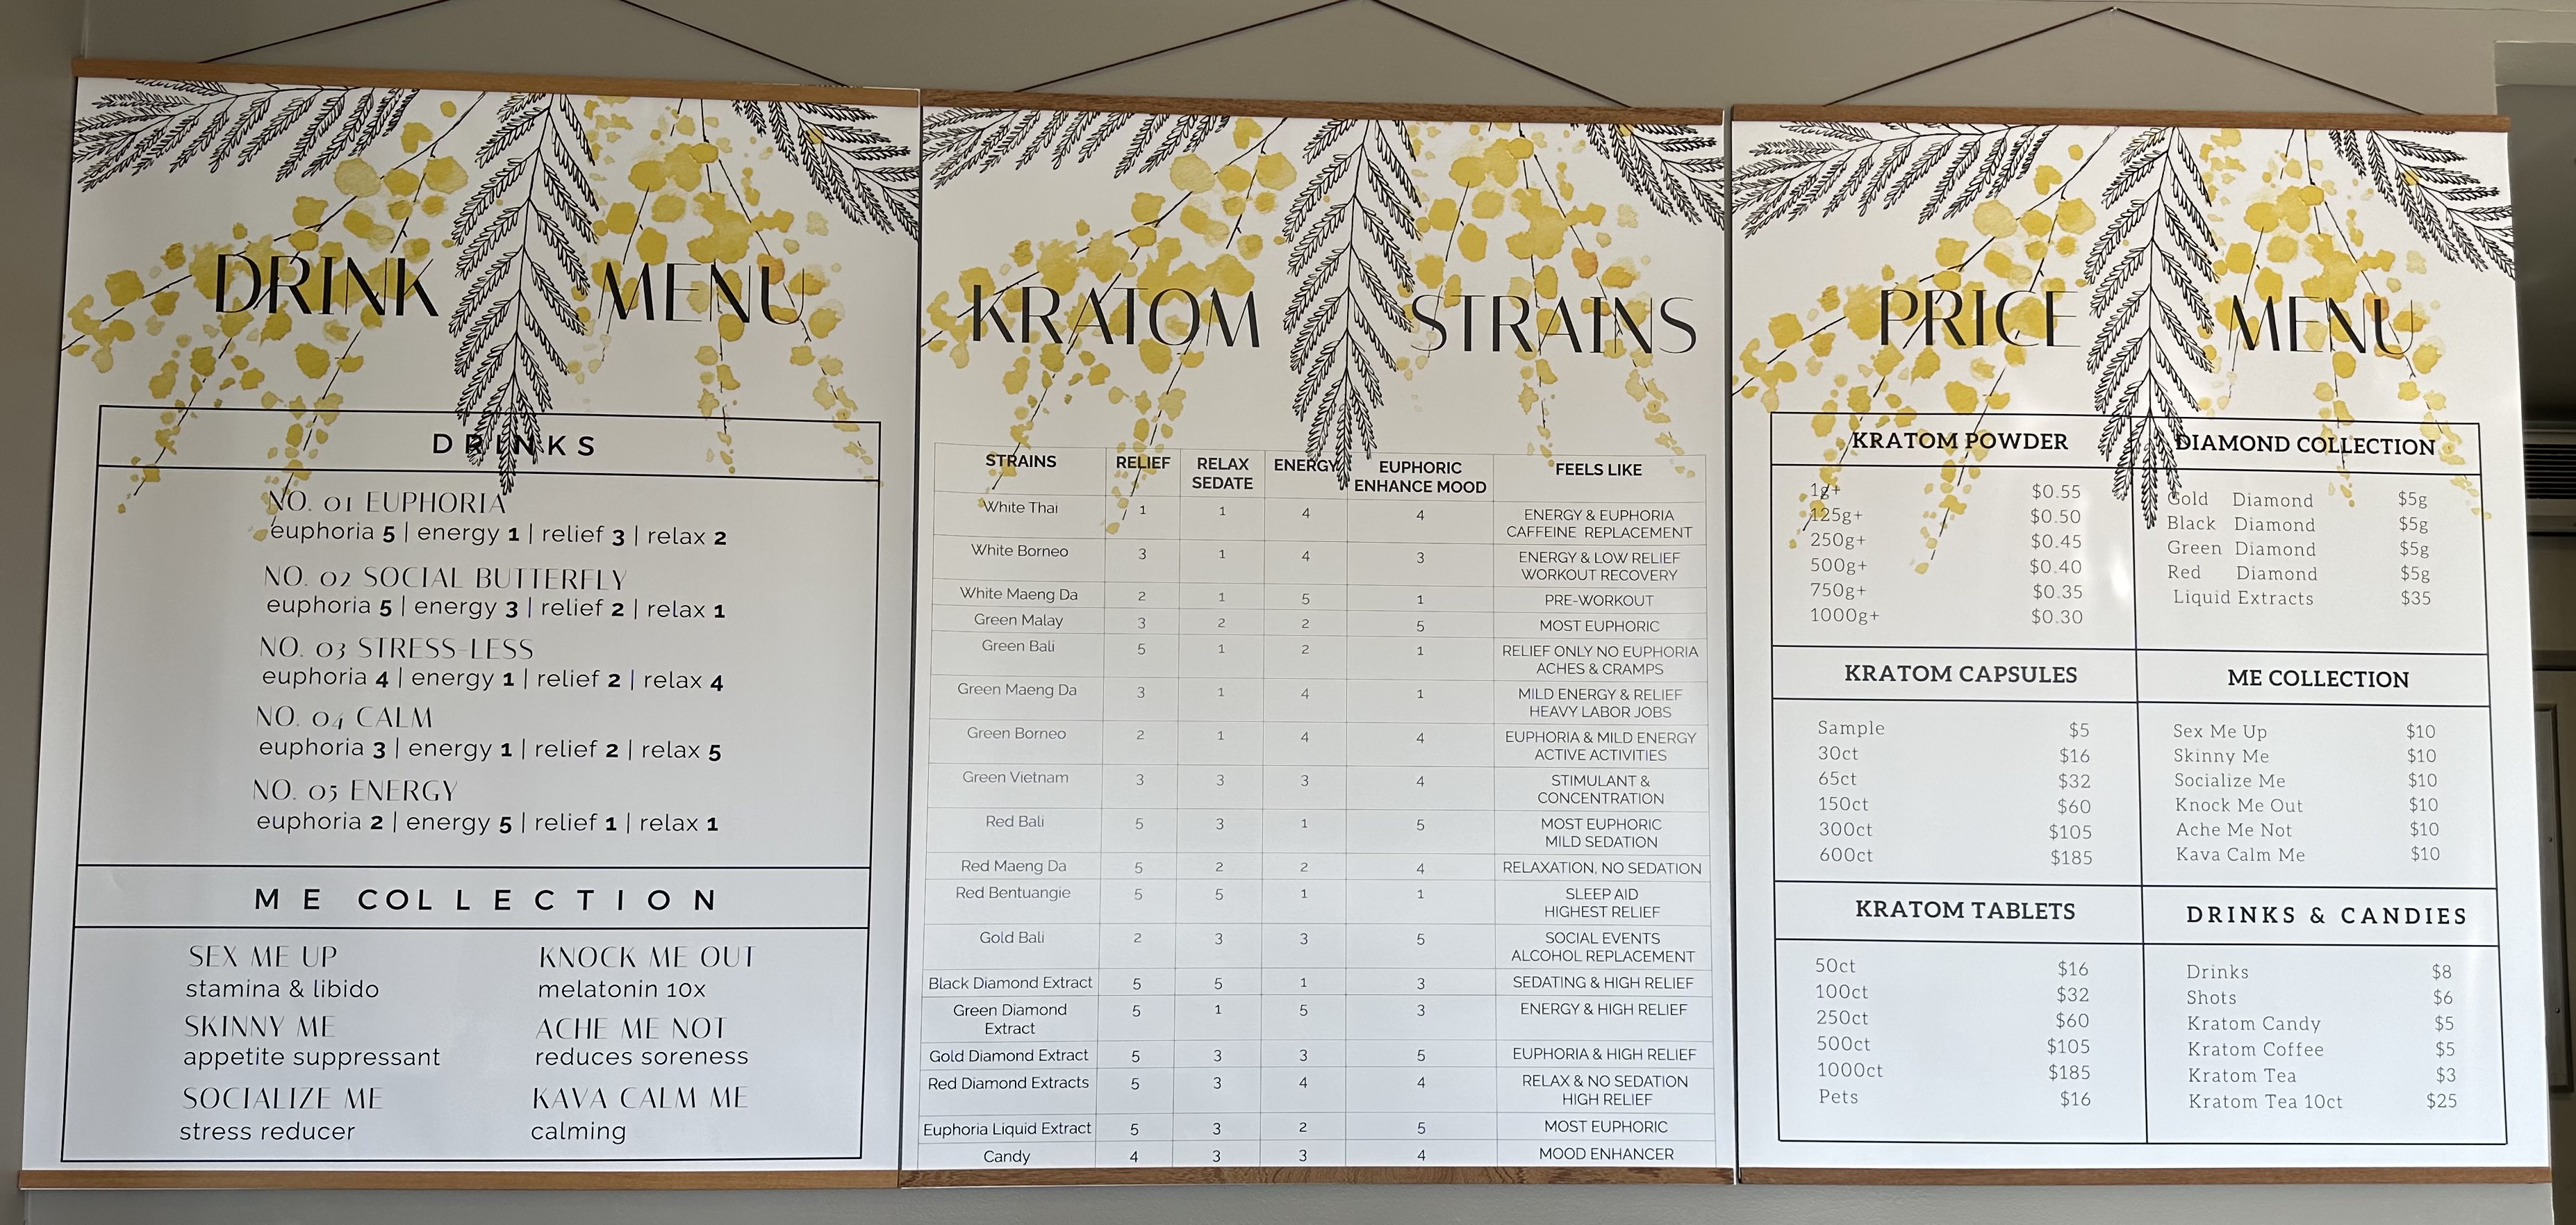 DRINK MENU
DRINKS
NO. 01 EUPHORIA
euphoria 5 | energy 1 | relief 3 | relax 2
NO. 02 SOCIAL BUTTERFLY
euphoria 5 | energy 3 | relief 2 | relax 1
NO. 03 STRESS-LESS
euphoria 4 | energy 1 | relief 2 | relax 4
NO. 04 CALM
euphoria 3 | energy 1 | relief 2 | relax 5
NO. 05 ENERGY
euphoria 2 | energy 5 | relief 1 | relax 1
ME COLLECTION
SEX ME UP
stamina & libido
SKINNY ME
appetite suppressant
SOCIALIZE ME
stress reducer
KNOCK ME OUT
melatonin 10x
ACHE ME NOT
reduces soreness
KAVA CALM ME
calming
KRATOM STRAINS
STRAINS RELIEF RELAX SEDATE ENERGY EUPHORIC ENHANCE MOOD FEELS LIKE
White Thai 1 1 4 4 ENERGY & EUPHORIA
CAFFEINE REPLACEMENT
White Borneo 3 1 4 3 ENERGY & LOW RELIEF
WORKOUT RECOVERY
White Maeng Da 2 1 5 1 PRE-WORKOUT
Green Malay 3 2 2 5 MOST EUPHORIC
Green Bali 5 1 2 1 RELIEF ONLY NO EUPHORIA
ACHES & CRAMPS
Green Maeng Da 3 1 4 1 MILD ENERGY & RELIEF
HEAVY LABOR JOBS
Green Borneo 2 1 4 4 EUPHORIA & MILD ENERGY
ACTIVE ACTIVITIES
Green Vietnam 3 3 3 4 STIMULANT &
CONCENTRATION
Red Bali 5 3 1 5 MOST EUPHORIC
MILD SEDATION
Red Maeng Da 5 2 2 4 RELAXATION, NO SEDATION
Red Bentuangie 5 5 1 1 SLEEP AID
HIGHEST RELIEF
Gold Bali 2 3 3 5 SOCIAL EVENTS
ALCOHOL REPLACEMENT
Black Diamond Extract 5 5 1 3 SEDATING & HIGH RELIEF
Green Diamond Extract 5 1 5 3 ENERGY & HIGH RELIEF
Gold Diamond Extract 5 3 3 5 EUPHORIA & HIGH RELIEF
Red Diamond Extracts 5 3 4 4 RELAX & NO SEDATION
HIGH RELIEF
Euphoria Liquid Extract 5 3 2 5 MOST EUPHORIC
Candy 4 3 3 4 MOOD ENHANCER
PRICE MENU
KRATOM POWDER
1g+ $0.55
125g+ $0.50
250g+ $0.45
500g+ $0.40
750g+ $0.35
1000g+ $0.30
DIAMOND COLLECTION
Gold Diamond $5g
Black Diamond $5g
Green Diamond $5g
Red Diamond $5g
Liquid Extracts $35
KRATOM CAPSULES
Sample $5
30ct $16
65ct $32
150ct $60
300ct $105
600ct $185
ME COLLECTION
Sex Me Up $10
Skinny Me $10
Socialize Me $10
Knock Me Out $10
Ache Me Not $10
Kava Calm Me $10
KRATOM TABLETS
50ct $16
100ct $32
250ct $60
500ct $105
1000ct $185
Pets $16
DRINKS & CANDIES
Drinks $8
Shots $6
Kratom Candy $5
Kratom Coffee $5
Kratom Tea $3
Kratom Tea 10ct $25